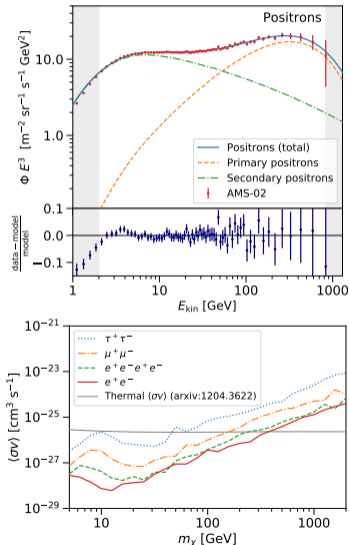 Positrons
Φ E³ [m⁻² sr⁻¹ s⁻¹ GeV²]
10.0
1.0
Positrons (total)
Primary positrons
Secondary positrons
AMS-02
data−model
model
0.1
0.0
−0.1
1 10 100 1000
E_kin [GeV]
⟨σv⟩ [cm³ s⁻¹]
10⁻²¹
10⁻²³
10⁻²⁵
10⁻²⁷
10⁻²⁹
τ⁺τ⁻
μ⁺μ⁻
e⁺e⁻e⁺e⁻
e⁺e⁻
Thermal ⟨σv⟩ (arxiv:1204.3622)
10 100 1000
m_χ [GeV]